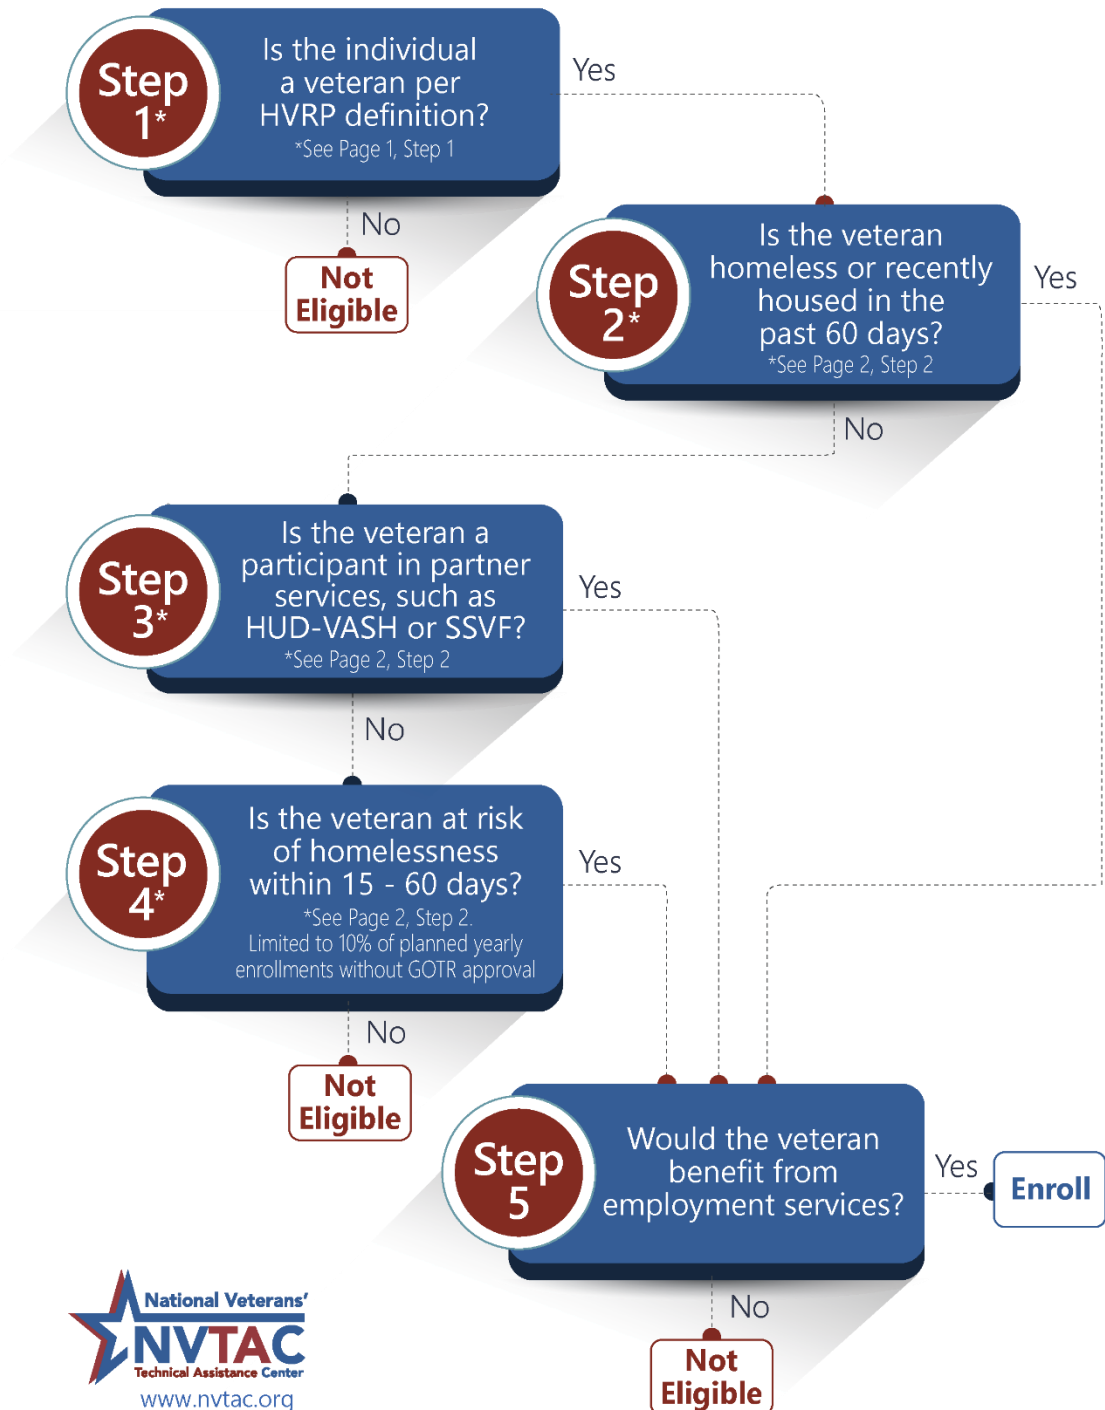 Step
1*
Is the individual
a veteran per
HVRP definition?
*See Page 1, Step 1
Yes
No
Not
Eligible
Step
2*
Is the veteran
homeless or recently
housed in the
past 60 days?
*See Page 2, Step 2
Yes
No
Step
3*
Is the veteran a
participant in partner
services, such as
HUD-VASH or SSVF?
*See Page 2, Step 2
Yes
No
Step
4*
Is the veteran at risk
of homelessness
within 15 - 60 days?
*See Page 2, Step 2.
Limited to 10% of planned yearly
enrollments without GOTR approval
Yes
No
Not
Eligible
Step
5
Would the veteran
benefit from
employment services?
Yes
Enroll
No
Not
Eligible
National Veterans'
NVTAC
Technical Assistance Center
www.nvtac.org